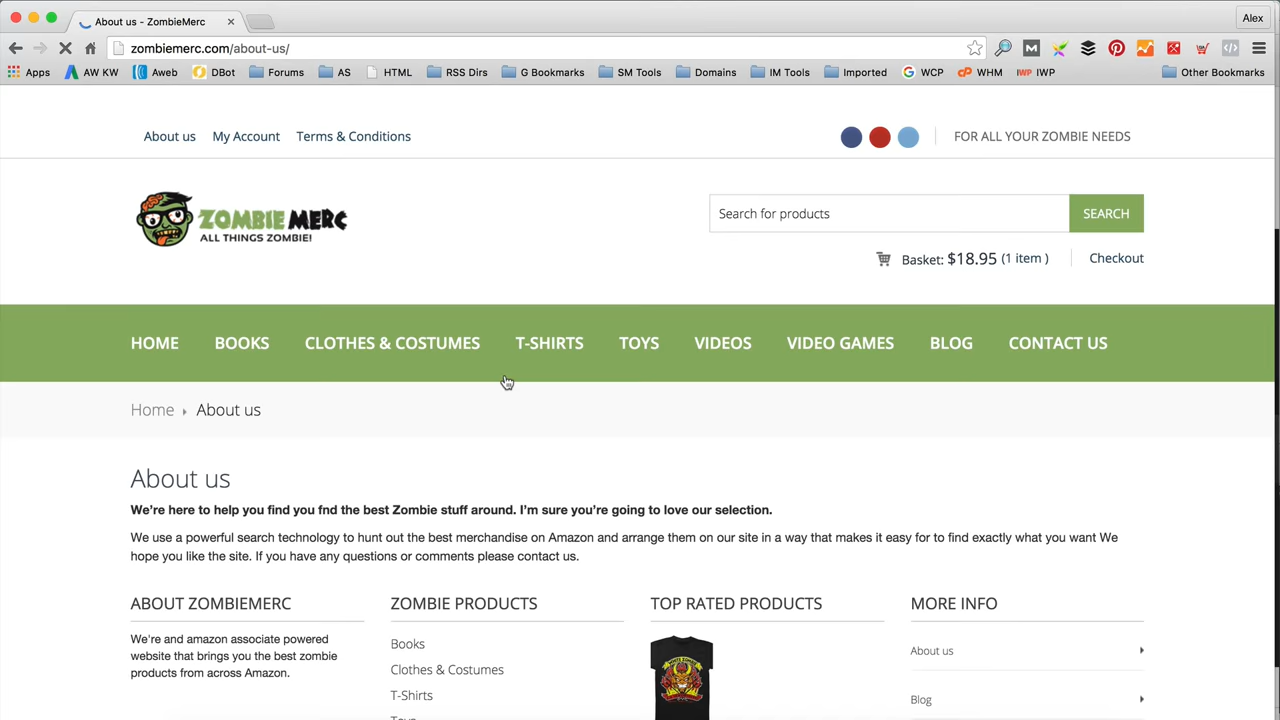 About us - ZombieMerc
Alex
zombiemerc.com/about-us/
Apps AW KW Aweb DBot Forums AS HTML RSS Dirs G Bookmarks SM Tools Domains IM Tools Imported WCP WHM IWP IWP Other Bookmarks
About us My Account Terms & Conditions FOR ALL YOUR ZOMBIE NEEDS
ZOMBIE MERC
ALL THINGS ZOMBIE!
Search for products SEARCH
Basket: $18.95 (1 item ) Checkout
HOME BOOKS CLOTHES & COSTUMES T-SHIRTS TOYS VIDEOS VIDEO GAMES BLOG CONTACT US
Home About us
About us
We're here to help you find you fnd the best Zombie stuff around. I'm sure you're going to love our selection.
We use a powerful search technology to hunt out the best merchandise on Amazon and arrange them on our site in a way that makes it easy for to find exactly what you want We
hope you like the site. If you have any questions or comments please contact us.
ABOUT ZOMBIEMERC
We're and amazon associate powered
website that brings you the best zombie
products from across Amazon.
ZOMBIE PRODUCTS
Books
Clothes & Costumes
T-Shirts
Toys
TOP RATED PRODUCTS
MORE INFO
About us
Blog